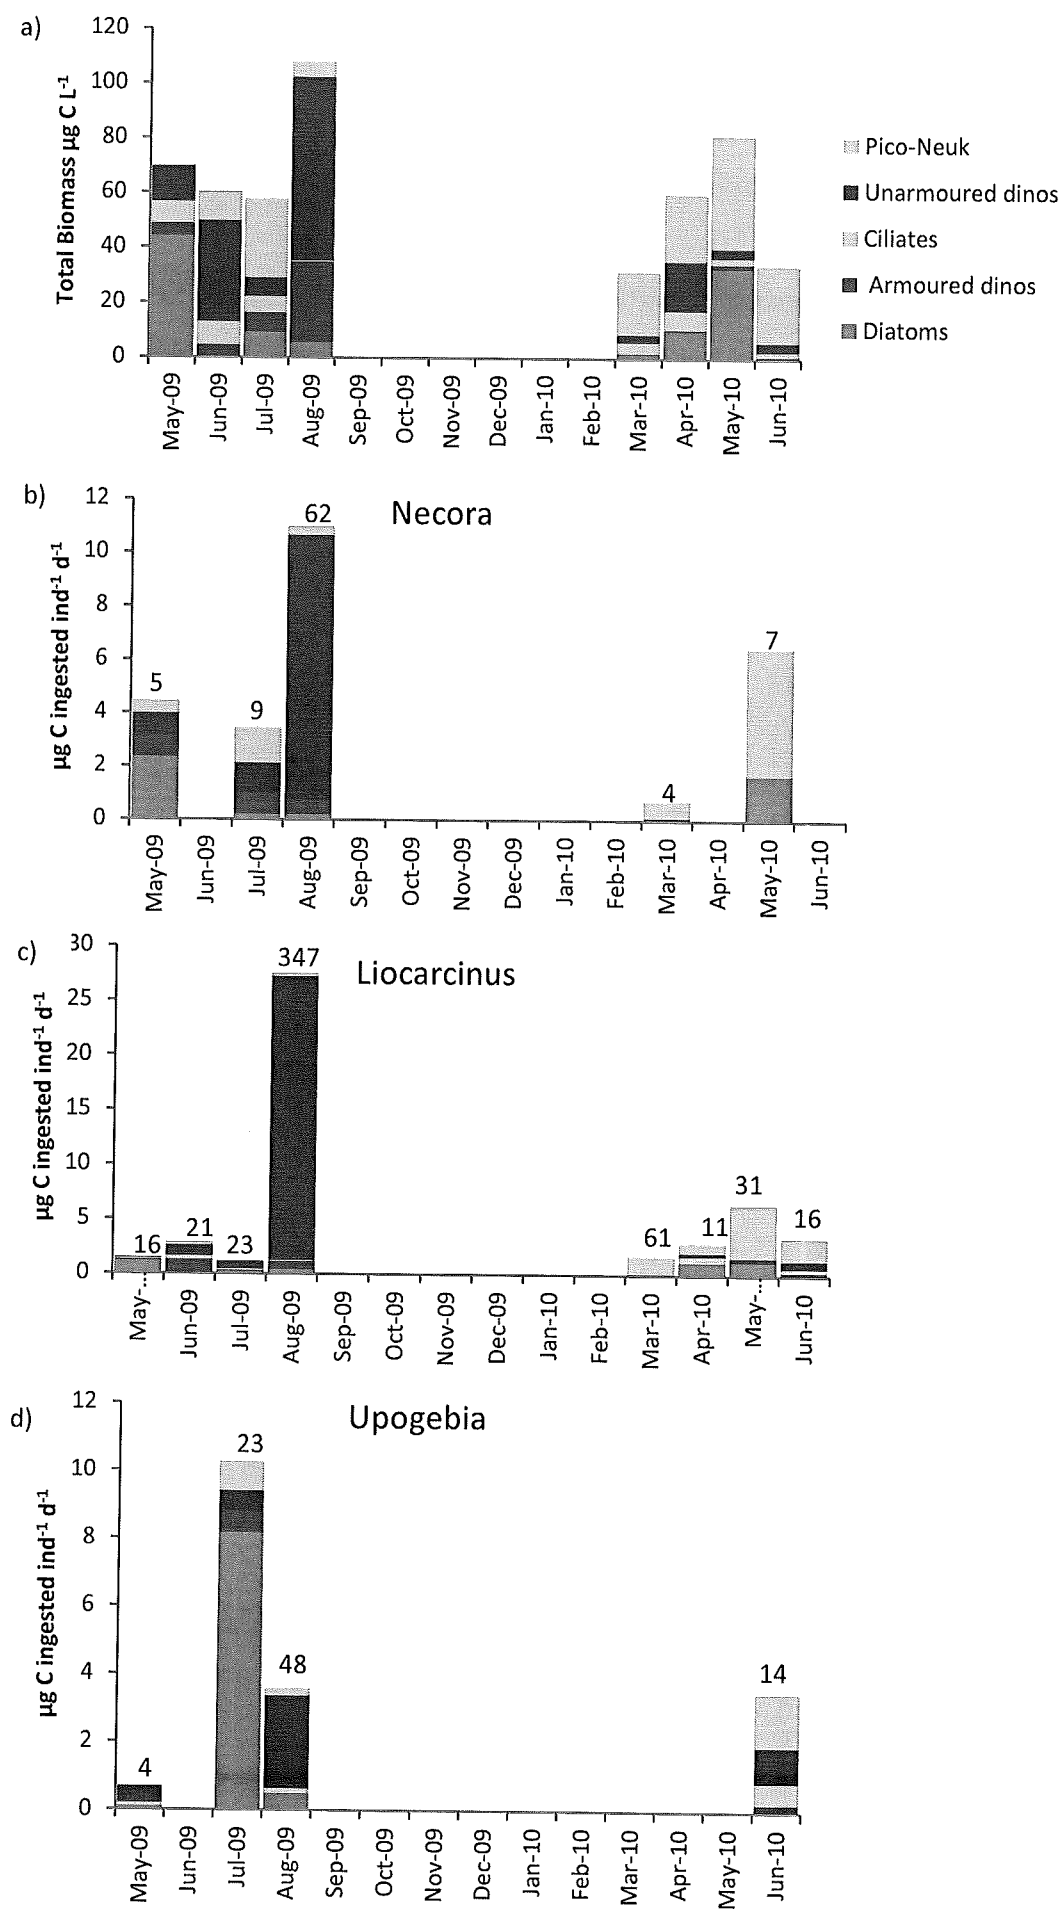 a)
Total Biomass µg C L⁻¹
120
100
80
60
40
20
0
May-09
Jun-09
Jul-09
Aug-09
Sep-09
Oct-09
Nov-09
Dec-09
Jan-10
Feb-10
Mar-10
Apr-10
May-10
Jun-10
Pico-Neuk
Unarmoured dinos
Ciliates
Armoured dinos
Diatoms
b)
Necora
µg C ingested ind⁻¹ d⁻¹
12
10
8
6
4
2
0
5
9
62
4
7
May-09
Jun-09
Jul-09
Aug-09
Sep-09
Oct-09
Nov-09
Dec-09
Jan-10
Feb-10
Mar-10
Apr-10
May-10
Jun-10
c)
Liocarcinus
µg C ingested ind⁻¹ d⁻¹
30
25
20
15
10
5
0
16
21
23
347
61
11
31
16
May-...
Jun-09
Jul-09
Aug-09
Sep-09
Oct-09
Nov-09
Dec-09
Jan-10
Feb-10
Mar-10
Apr-10
May-...
Jun-10
d)
Upogebia
µg C ingested ind⁻¹ d⁻¹
12
10
8
6
4
2
0
4
23
48
14
May-09
Jun-09
Jul-09
Aug-09
Sep-09
Oct-09
Nov-09
Dec-09
Jan-10
Feb-10
Mar-10
Apr-10
May-10
Jun-10